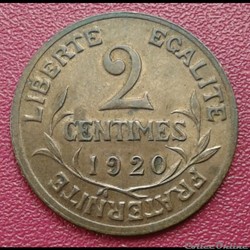 LIBERTE EGALITE
2
CENTIMES
1920
FRATERNITE